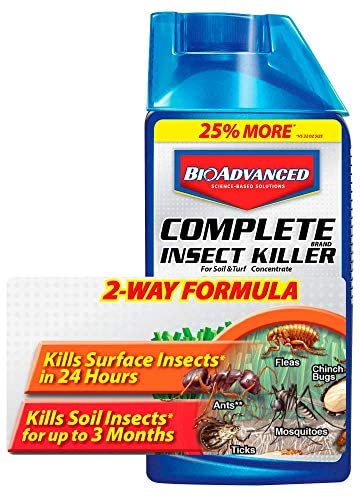 25% MORE*
BIOADVANCED
SCIENCE-BASED SOLUTIONS
COMPLETE
BRAND
INSECT KILLER
For Soil & Turf Concentrate
2-WAY FORMULA
Kills Surface Insects*
in 24 Hours
Kills Soil Insects*
for up to 3 Months
Fleas
Chinch
Bugs
Ants**
Mosquitoes
Ticks